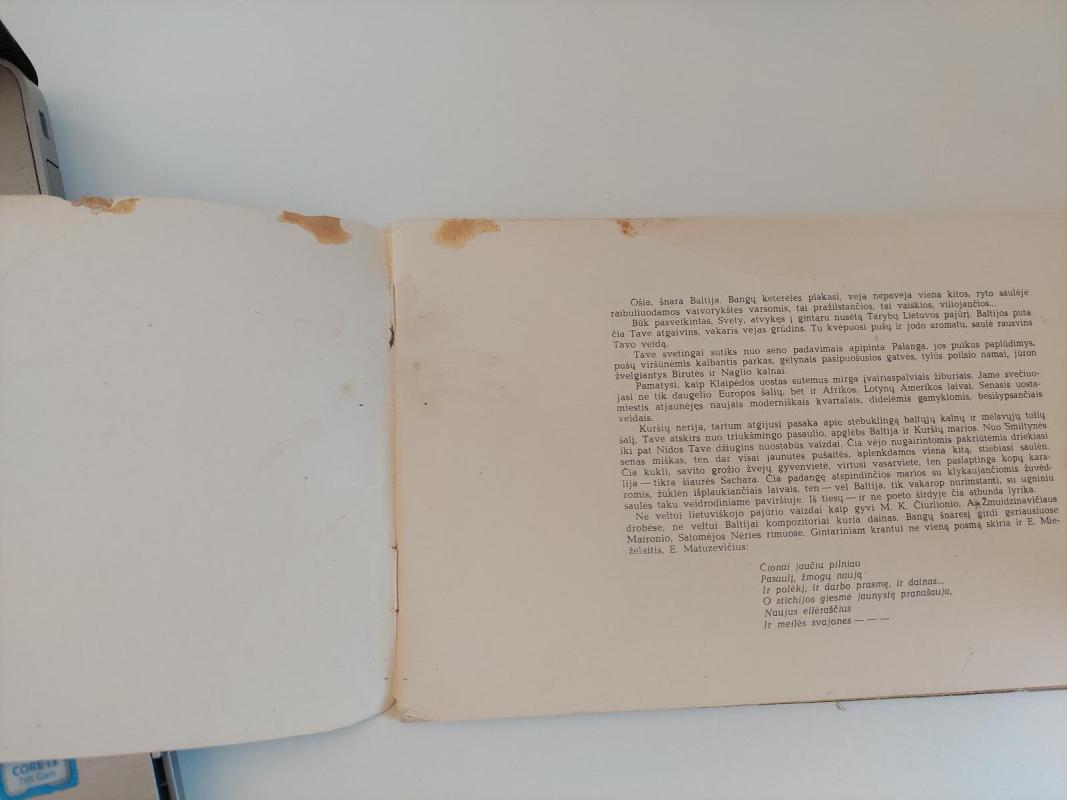 Ošia, šnara Baltija. Bangų keterėlės plakasi, veja nepaveja viena kitos, ryto saulėje
raibuliuodamos vaivorykštės varsomis, tai pražilstančios, tai vaiskios, viliojančios...
Būk pasveikintas, Svety, atvykęs į gintaru nusėtą Tarybų Lietuvos pajūrį. Baltijos puta
čia Tave atgaivins, vakaris vėjas grūdins. Tu kvėpuosi pušų ir jodo aromatu, saulė rausvins
Tavo veidą.
Tave svetingai sutiks nuo seno padavimais apipinta Palanga, jos puikus paplūdimys,
pušų viršūnėmis kalbantis parkas, gėlynais pasipuošusios gatvės, tylūs poilsio namai, jūron
žvelgiantys Birutės ir Naglio kalnai.
Pamatysi, kaip Klaipėdos uostas sutemus mirga įvairiaspalviais žiburiais. Jame svečiuo-
jasi ne tik daugelio Europos šalių, bet ir Afrikos, Lotynų Amerikos laivai. Senasis uosta-
miestis atjaunėjęs naujais moderniškais kvartalais, didelėmis gamyklomis, besišypsančiais
veidais.
Kuršių nerija, tartum atgijusi pasaka apie stebuklingą baltųjų kalnų ir melsvųjų tolių
šalį, Tave atskirs nuo triukšmingo pasaulio, apglėbs Baltija ir Kuršių marios. Nuo Smiltynės
iki pat Nidos Tave džiugins nuostabūs vaizdai. Čia vėjo nugairintomis pakriūtėmis driekiasi
senas miškas, ten dar visai jaunutės pušaitės, aplenkdamos viena kitą, stiebiasi saulėn.
Čia kukli, savito grožio žvejų gyvenvietė, virtusi vasarviete, ten paslaptinga kopų kara-
lija — tikra šiaurės Sachara. Čia padangę atspindinčios marios su klykaujančiomis žuvėd-
romis, žūklėn išplaukiančiais laivais, ten — vėl Baltija, tik vakarop nurimstanti, su ugniniu
saulės taku veidrodiniame paviršiuje. Iš tiesų — ir ne poeto širdyje čia atbunda lyrika.
Ne veltui lietuviškojo pajūrio vaizdai kaip gyvi M. K. Čiurlionio, A. Žmuidzinavičiaus
drobėse, ne veltui Baltijai kompozitoriai kuria dainas. Bangų šnaresį girdi geriausiuose
Maironio, Salomėjos Nėries rimuose. Gintariniam krantui ne vieną posmą skiria ir E. Mie-
želaitis, E. Matuzevičius:
Čionai jaučiu pilniau
Pasaulį, žmogų naują
Ir polėkį, ir darbo prasmę, ir dainas...
O stichijos giesmė jaunystę pranašauja,
Naujus eilėraščius
Ir meilės svajones — — —
CORE i3
7th Gen